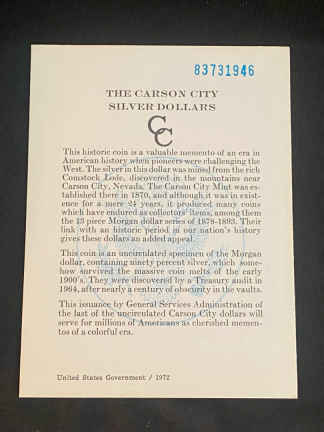 83731946
THE CARSON CITY
SILVER DOLLARS
CC
This historic coin is a valuable memento of an era in
American history when pioneers were challenging the
West. The silver in this dollar was mined from the rich
Comstock Lode, discovered in the mountains near
Carson City, Nevada. The Carson City Mint was es-
tablished there in 1870, and although it was in exist-
ence for a mere 24 years, it produced many coins
which have endured as collectors' items, among them
the 13 piece Morgan dollar series of 1878-1893. Their
link with an historic period in our nation's history
gives these dollars an added appeal.
This coin is an uncirculated specimen of the Morgan
dollar, containing ninety percent silver, which some-
how survived the massive coin melts of the early
1900's. They were discovered by a Treasury audit in
1964, after nearly a century of obscurity in the vaults.
This issuance by General Services Administration of
the last of the uncirculated Carson City dollars will
serve for millions of Americans as cherished memen-
tos of a colorful era.
United States Government / 1972